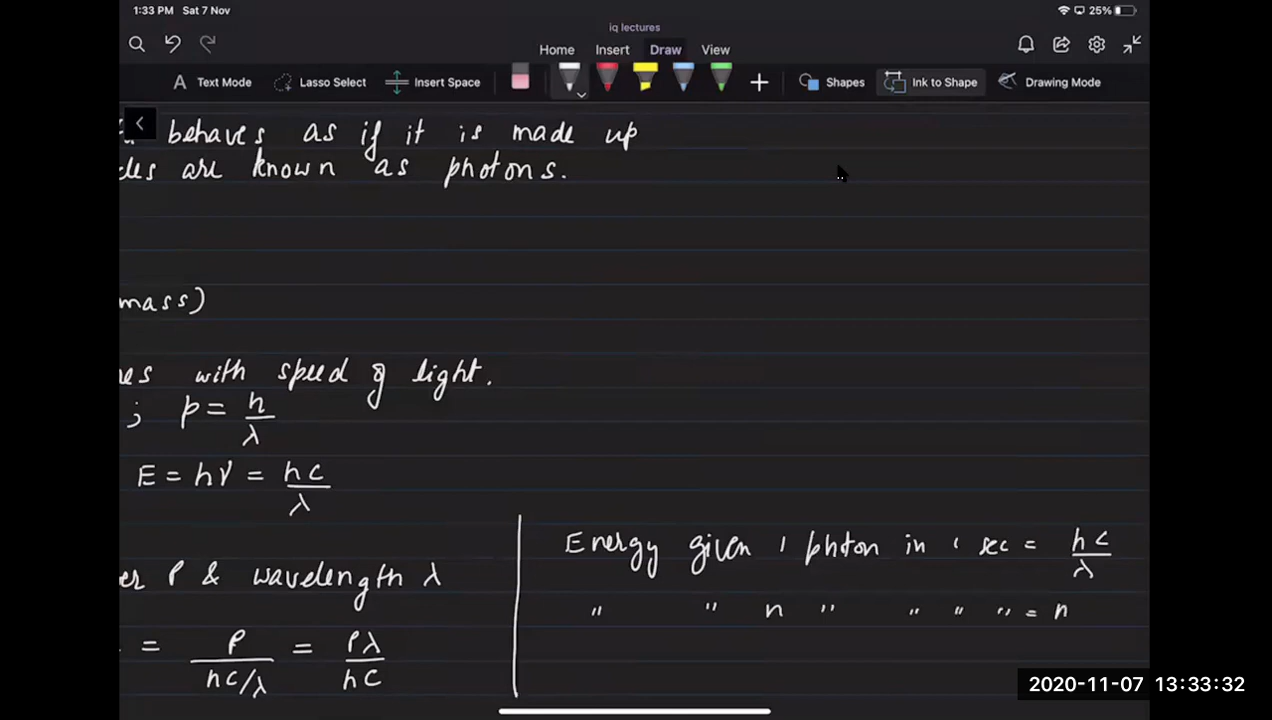 1:33 PM Sat 7 Nov
25%
iq lectures
Home Insert Draw View
Text Mode Lasso Select Insert Space Shapes Ink to Shape Drawing Mode
behaves as if it is made up
are known as photons.
mass)
with speed of light.
; p = h/λ
E = hν = hc/λ
Energy given 1 photon in 1 sec = hc/λ
P & wavelength λ
" " n " " " " = n
= P/hc/λ = Pλ/hc
2020-11-07 13:33:32